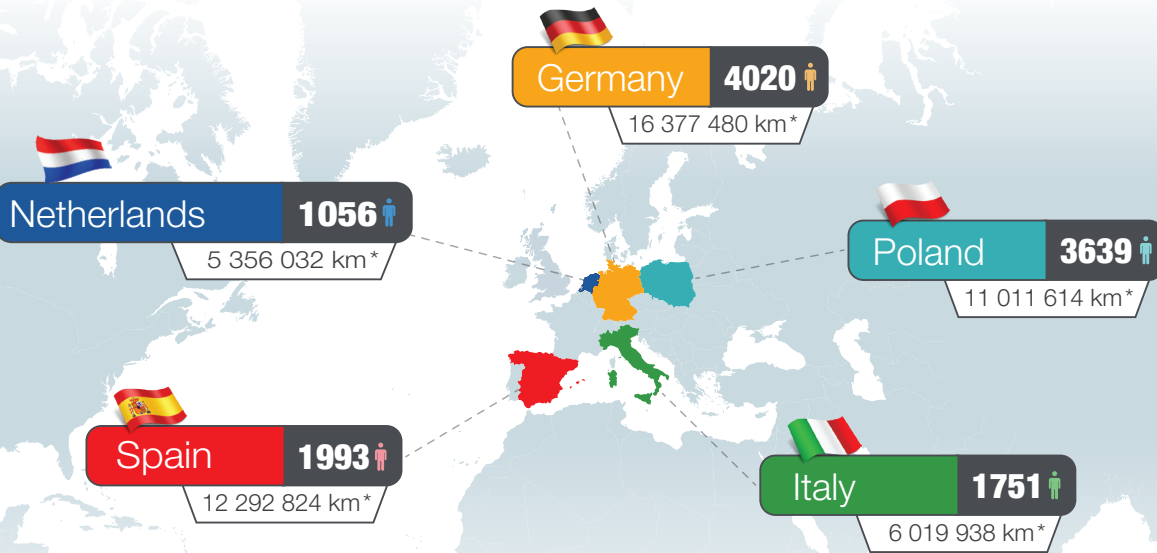 Germany 4020
16 377 480 km*
Netherlands 1056
5 356 032 km*
Poland 3639
11 011 614 km*
Spain 1993
12 292 824 km*
Italy 1751
6 019 938 km*